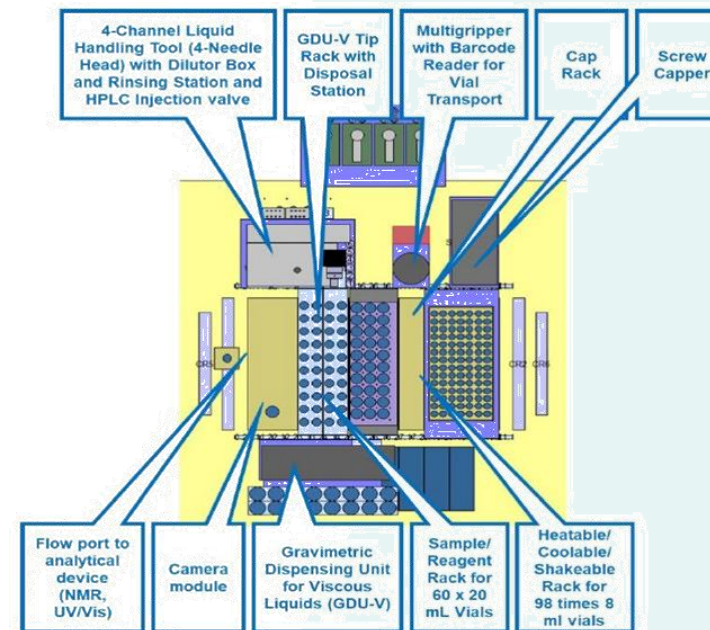 4-Channel Liquid
Handling Tool (4-Needle
Head) with Dilutor Box
and Rinsing Station and
HPLC Injection valve
GDU-V Tip
Rack with
Disposal
Station
Multigripper
with Barcode
Reader for
Vial
Transport
Cap
Rack
Screw
Capper
CR2
CR6
Flow port to
analytical
device
(NMR,
UV/Vis)
Camera
module
Gravimetric
Dispensing Unit
for Viscous
Liquids (GDU-V)
Sample/
Reagent
Rack for
60 x 20
mL Vials
Heatable/
Coolable/
Shakeable
Rack for
98 times 8
ml vials